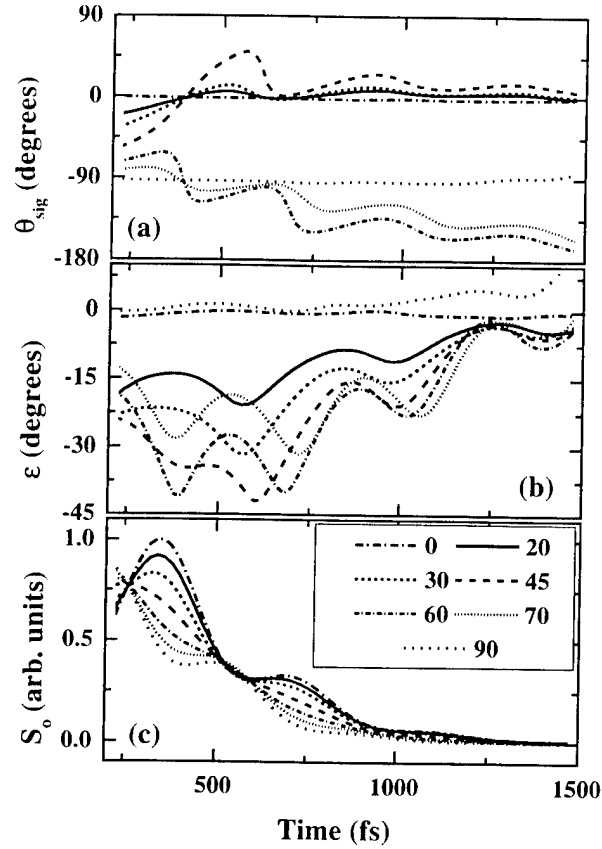 90
0
-90
-180
θsig (degrees)
(a)
0
-15
-30
-45
ε (degrees)
(b)
1.0
0.5
0.0
So (arb. units)
(c)
0 20
30 45
60 70
90
500 1000 1500
Time (fs)